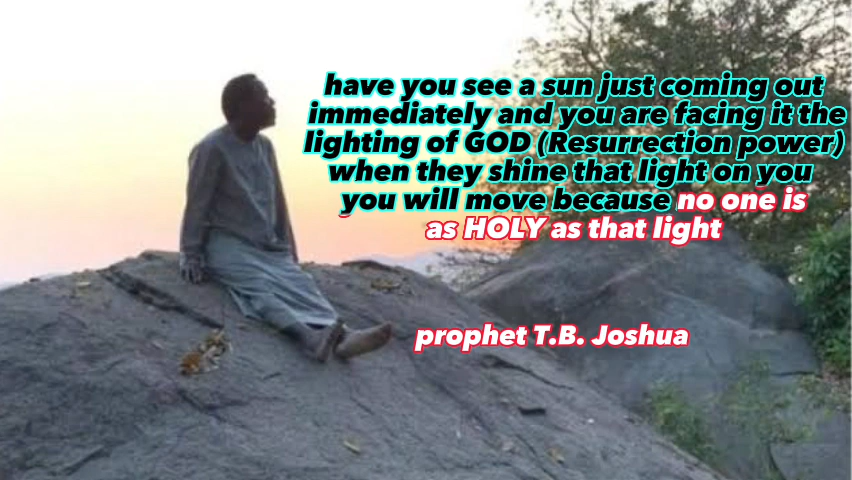 have you see a sun just coming out
immediately and you are facing it the
lighting of GOD (Resurrection power)
when they shine that light on you
you will move because no one is
as HOLY as that light
prophet T.B. Joshua